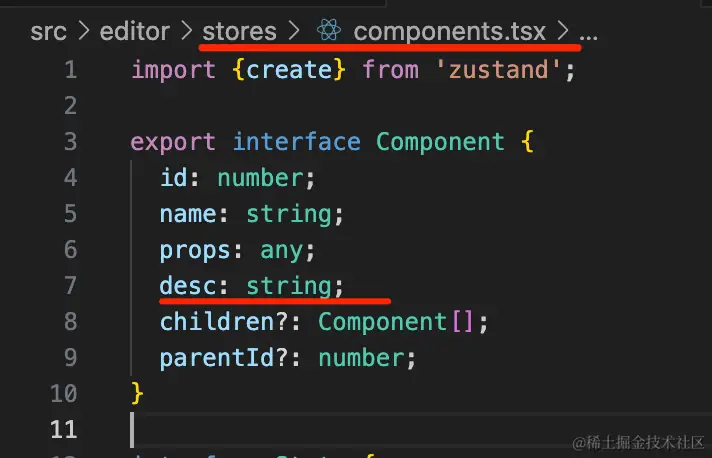 src > editor > stores > components.tsx > ...
1 import {create} from 'zustand';
2
3 export interface Component {
4 id: number;
5 name: string;
6 props: any;
7 desc: string;
8 children?: Component[];
9 parentId?: number;
10 }
11
@稀土掘金技术社区